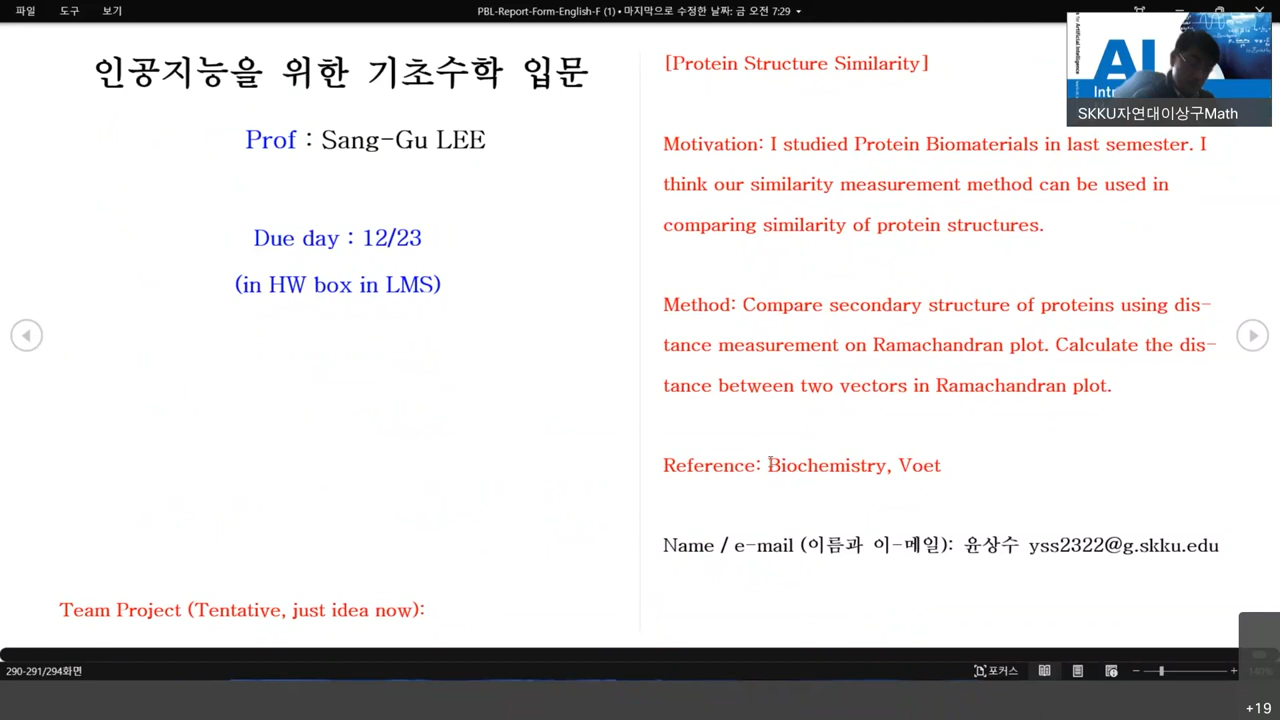 파일 도구 보기
PBL-Report-Form-English-F (1) • 마지막으로 수정한 날짜: 금 오전 7:29
인공지능을 위한 기초수학 입문
Prof : Sang-Gu LEE
Due day : 12/23
(in HW box in LMS)
Team Project (Tentative, just idea now):
[Protein Structure Similarity]
Motivation: I studied Protein Biomaterials in last semester. I
think our similarity measurement method can be used in
comparing similarity of protein structures.
Method: Compare secondary structure of proteins using dis-
tance measurement on Ramachandran plot. Calculate the dis-
tance between two vectors in Ramachandran plot.
Reference: Biochemistry, Voet
Name / e-mail (이름과 이-메일): 윤상수 yss2322@g.skku.edu
for Artificial Intelligence
AI
Int
SKKU자연대이상구Math
290-291/294화면
포커스
140%
+19